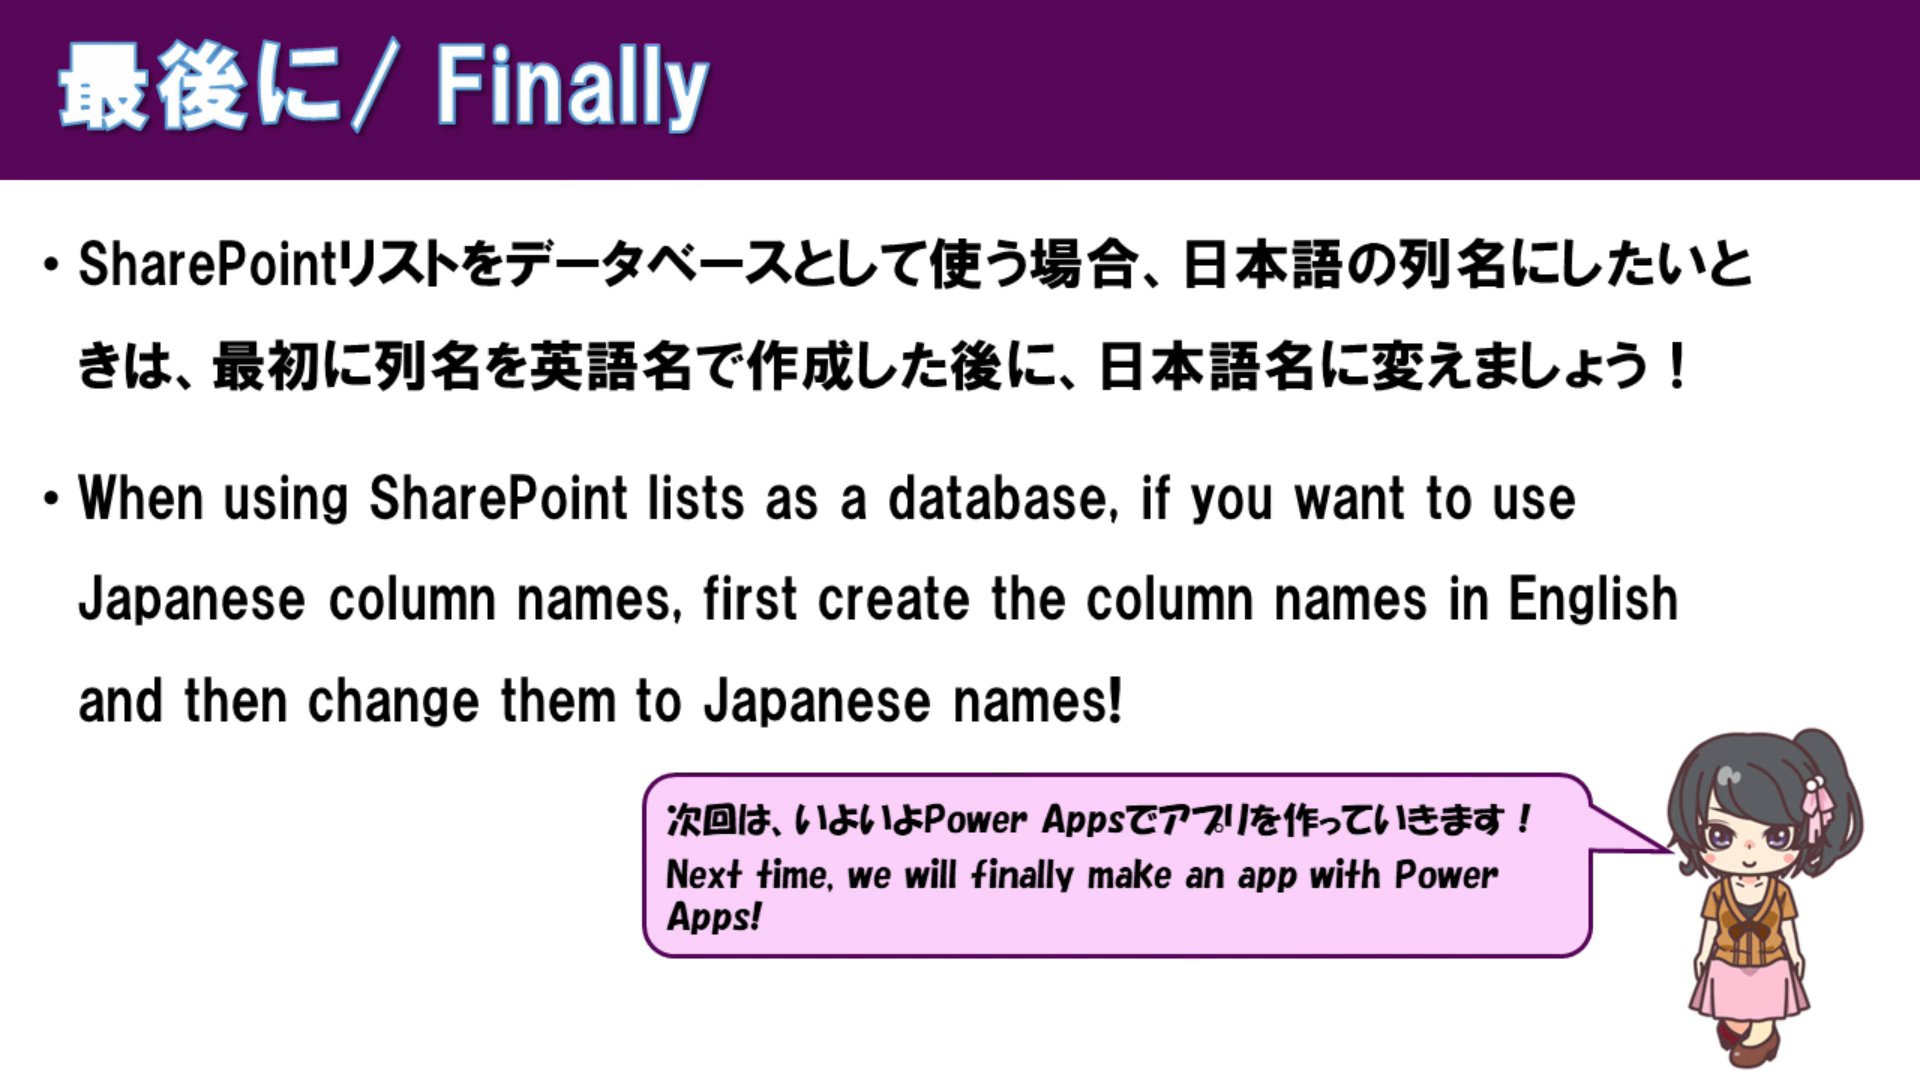 最後に/ Finally
・SharePointリストをデータベースとして使う場合、日本語の列名にしたいと
きは、最初に列名を英語名で作成した後に、日本語名に変えましょう！
・When using SharePoint lists as a database, if you want to use
Japanese column names, first create the column names in English
and then change them to Japanese names!
次回は、いよいよPower Appsでアプリを作っていきます！
Next time, we will finally make an app with Power
Apps!